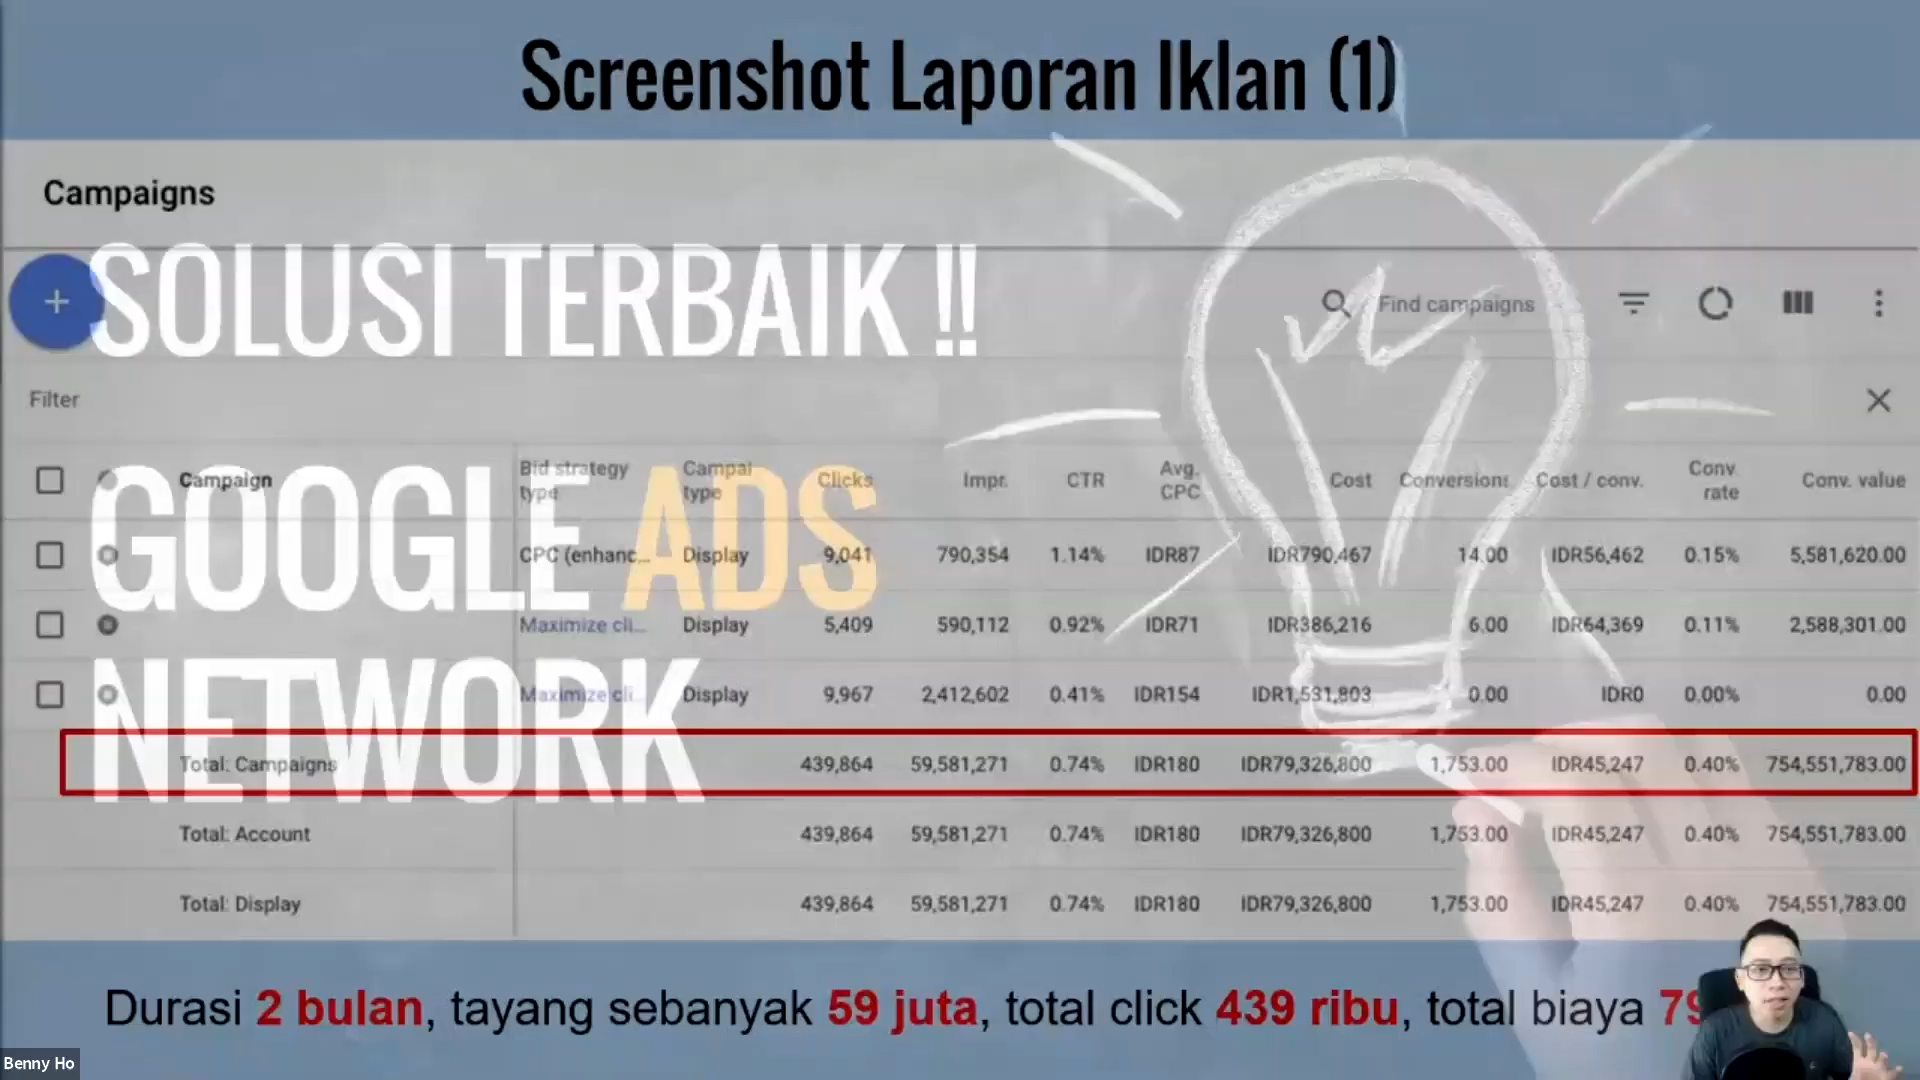 Screenshot Laporan Iklan (1)
Campaigns
SOLUSI TERBAIK !!
Find campaigns
Filter
GOOGLE ADS
NETWORK
Campaign Bid strategy type Campai type Clicks Impr. CTR Avg. CPC Cost Conversions Cost / conv. Conv. rate Conv. value
CPC (enhanc... Display 9,041 790,354 1.14% IDR87 IDR790,467 14.00 IDR56,462 0.15% 5,581,620.00
Maximize cli... Display 5,409 590,112 0.92% IDR71 IDR386,216 6.00 IDR64,369 0.11% 2,588,301.00
Maximize cli... Display 9,967 2,412,602 0.41% IDR154 IDR1,531,803 0.00 IDR0 0.00% 0.00
Total: Campaigns 439,864 59,581,271 0.74% IDR180 IDR79,326,800 1,753.00 IDR45,247 0.40% 754,551,783.00
Total: Account 439,864 59,581,271 0.74% IDR180 IDR79,326,800 1,753.00 IDR45,247 0.40% 754,551,783.00
Total: Display 439,864 59,581,271 0.74% IDR180 IDR79,326,800 1,753.00 IDR45,247 0.40% 754,551,783.00
Durasi 2 bulan, tayang sebanyak 59 juta, total click 439 ribu, total biaya 79
Benny Ho